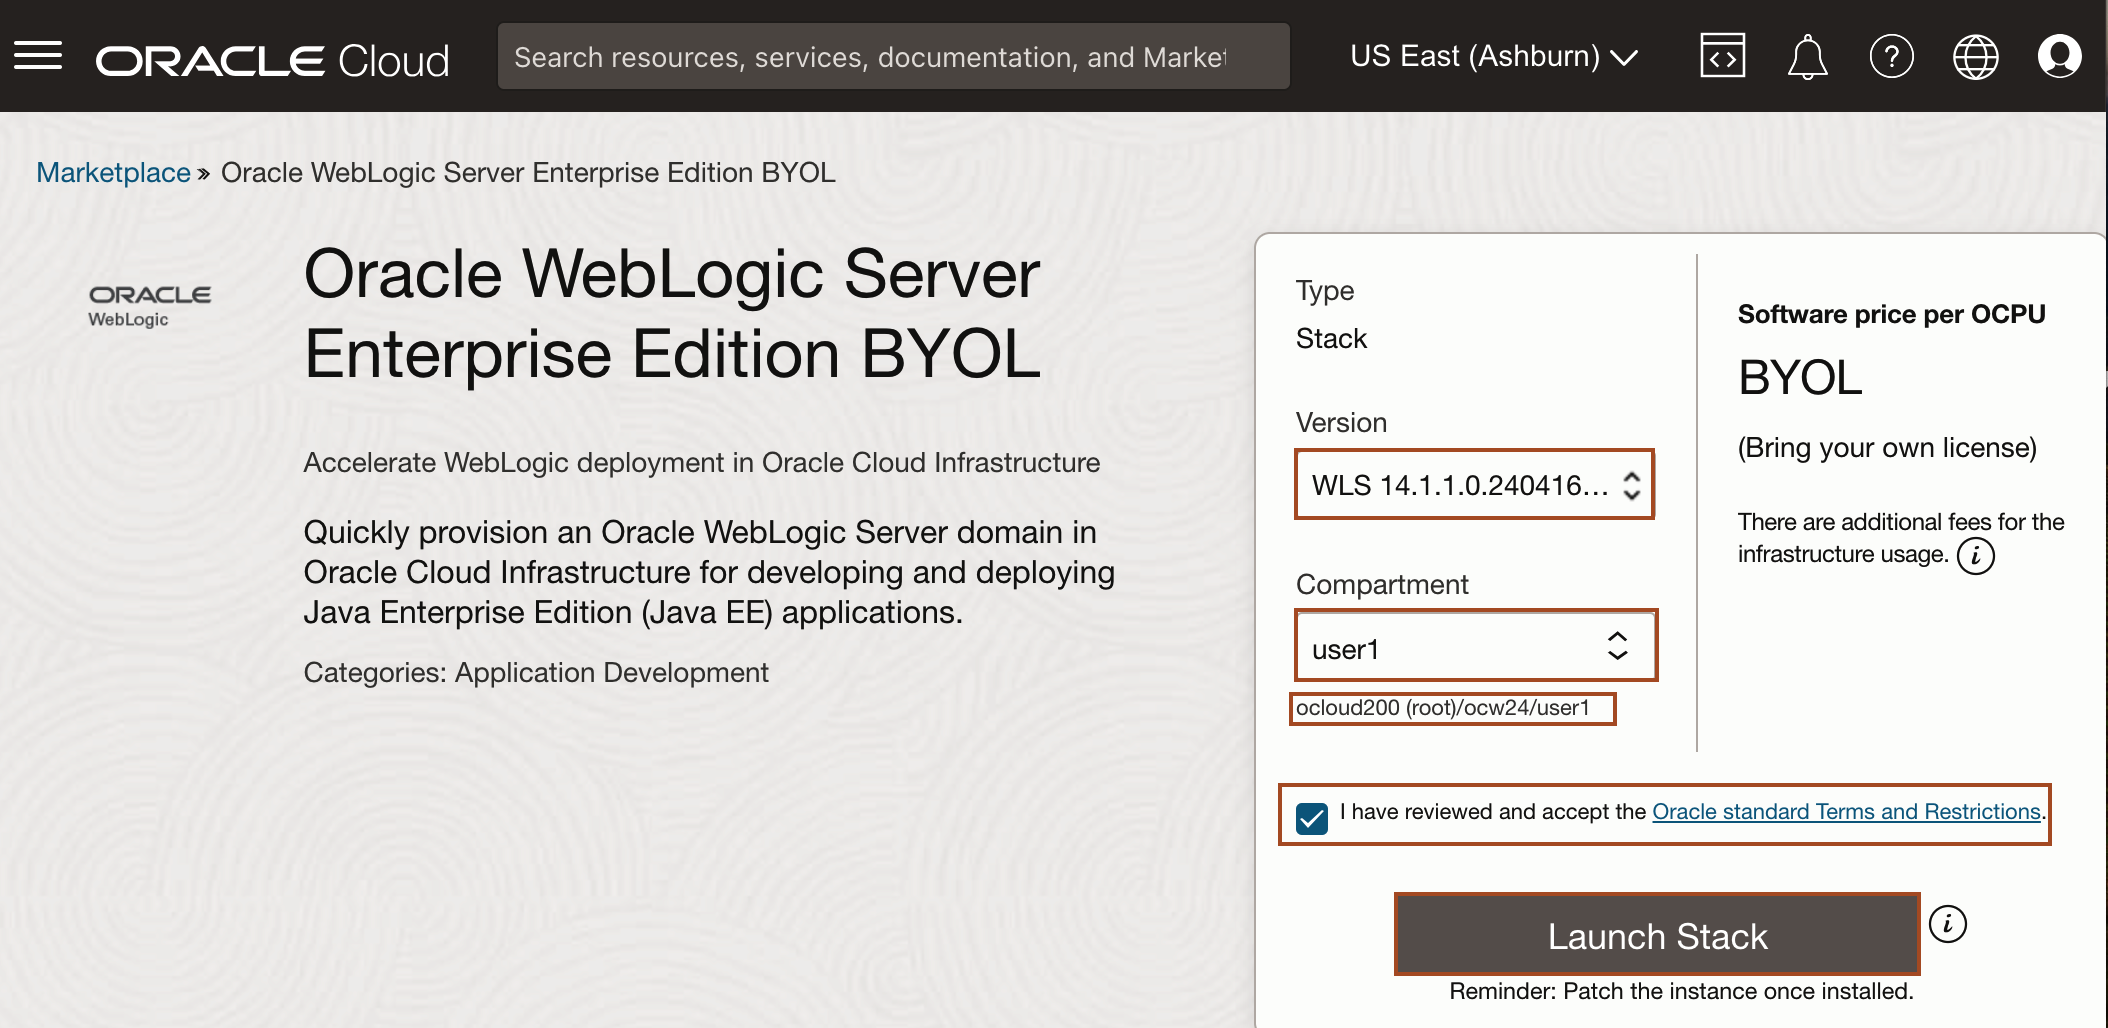 ORACLE Cloud
Search resources, services, documentation, and Market
US East (Ashburn)
Marketplace » Oracle WebLogic Server Enterprise Edition BYOL
ORACLE
WebLogic
Oracle WebLogic Server
Enterprise Edition BYOL
Accelerate WebLogic deployment in Oracle Cloud Infrastructure
Quickly provision an Oracle WebLogic Server domain in
Oracle Cloud Infrastructure for developing and deploying
Java Enterprise Edition (Java EE) applications.
Categories: Application Development
Type
Stack
Version
WLS 14.1.1.0.240416...
Compartment
user1
ocloud200 (root)/ocw24/user1
Software price per OCPU
BYOL
(Bring your own license)
There are additional fees for the
infrastructure usage.
I have reviewed and accept the Oracle standard Terms and Restrictions.
Launch Stack
Reminder: Patch the instance once installed.